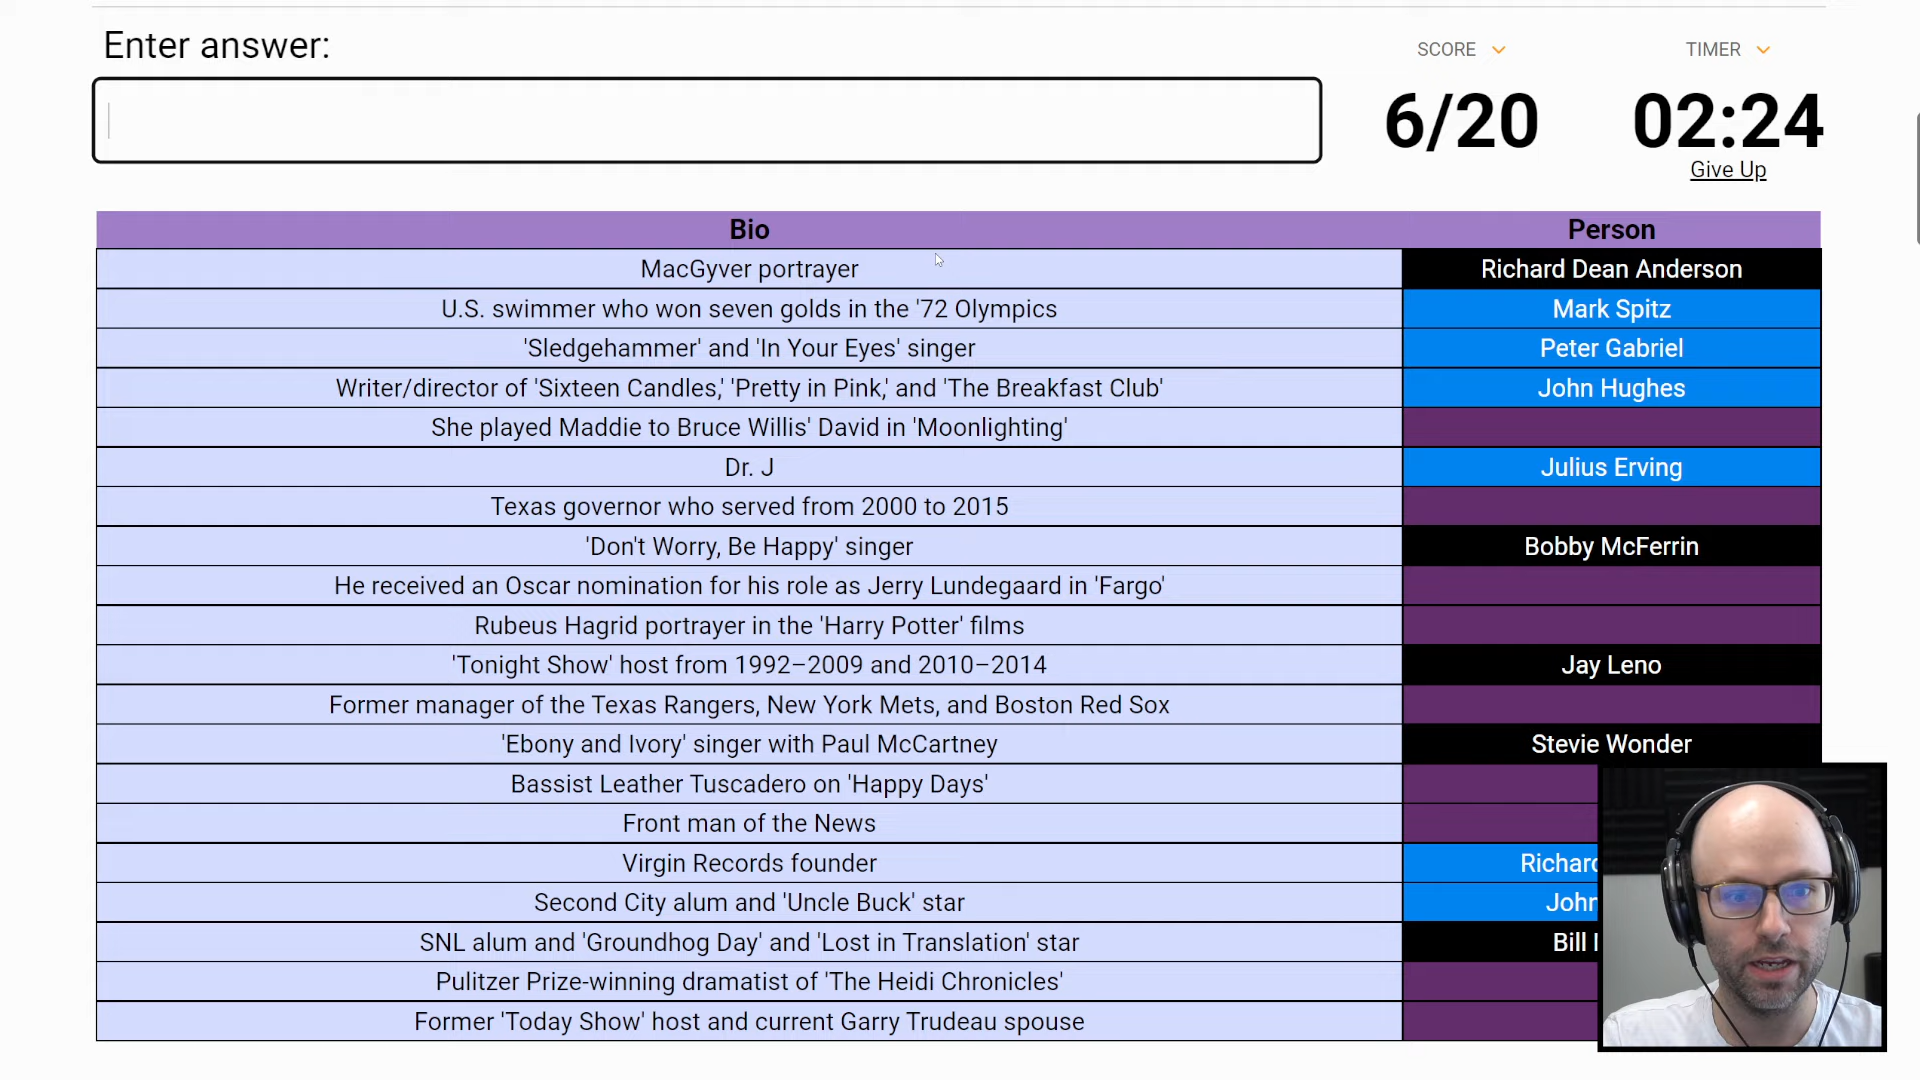 Enter answer:
SCORE
TIMER
6/20
02:24
Give Up
Bio Person
MacGyver portrayer Richard Dean Anderson
U.S. swimmer who won seven golds in the '72 Olympics Mark Spitz
'Sledgehammer' and 'In Your Eyes' singer Peter Gabriel
Writer/director of 'Sixteen Candles,' 'Pretty in Pink,' and 'The Breakfast Club' John Hughes
She played Maddie to Bruce Willis' David in 'Moonlighting'
Dr. J Julius Erving
Texas governor who served from 2000 to 2015
'Don't Worry, Be Happy' singer Bobby McFerrin
He received an Oscar nomination for his role as Jerry Lundegaard in 'Fargo'
Rubeus Hagrid portrayer in the 'Harry Potter' films
'Tonight Show' host from 1992–2009 and 2010–2014 Jay Leno
Former manager of the Texas Rangers, New York Mets, and Boston Red Sox
'Ebony and Ivory' singer with Paul McCartney Stevie Wonder
Bassist Leather Tuscadero on 'Happy Days'
Front man of the News
Virgin Records founder Richard
Second City alum and 'Uncle Buck' star John
SNL alum and 'Groundhog Day' and 'Lost in Translation' star Bill
Pulitzer Prize-winning dramatist of 'The Heidi Chronicles'
Former 'Today Show' host and current Garry Trudeau spouse